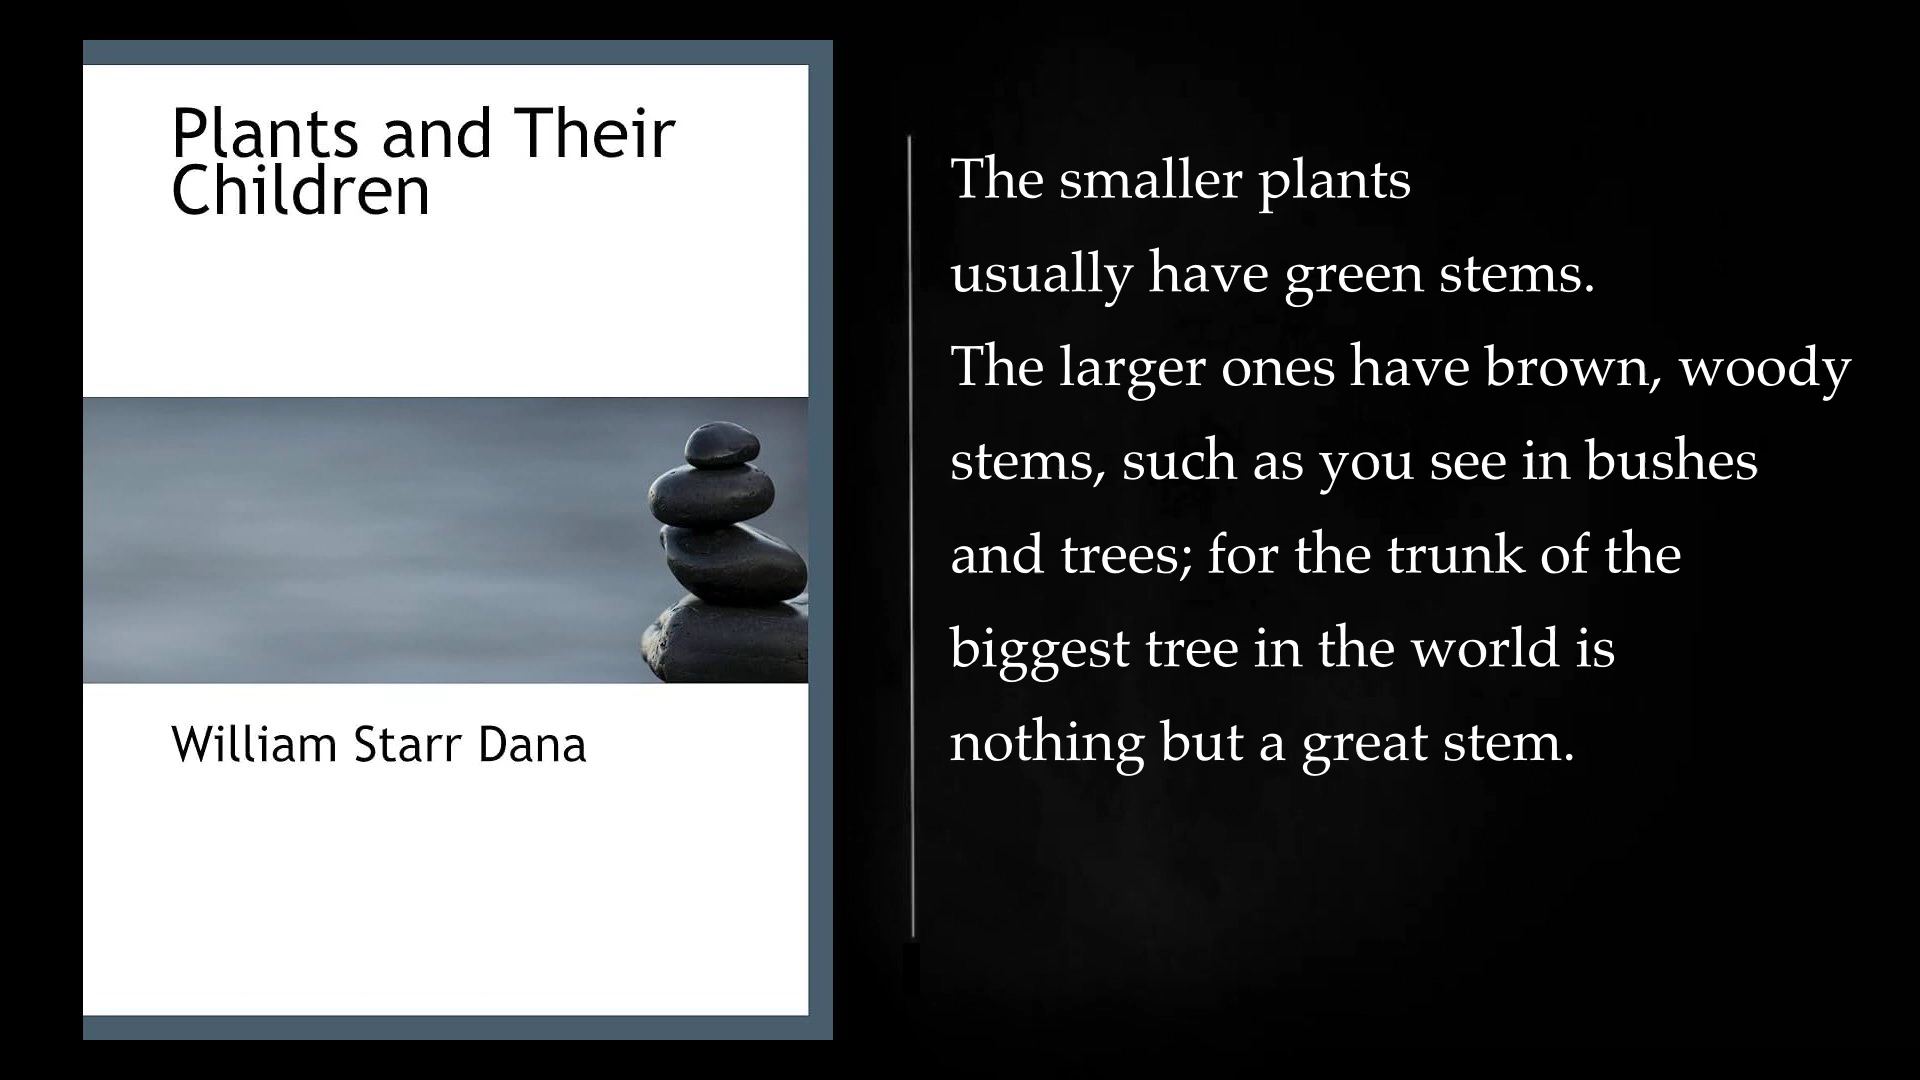 Plants and Their
Children
William Starr Dana
The smaller plants
usually have green stems.
The larger ones have brown, woody
stems, such as you see in bushes
and trees; for the trunk of the
biggest tree in the world is
nothing but a great stem.